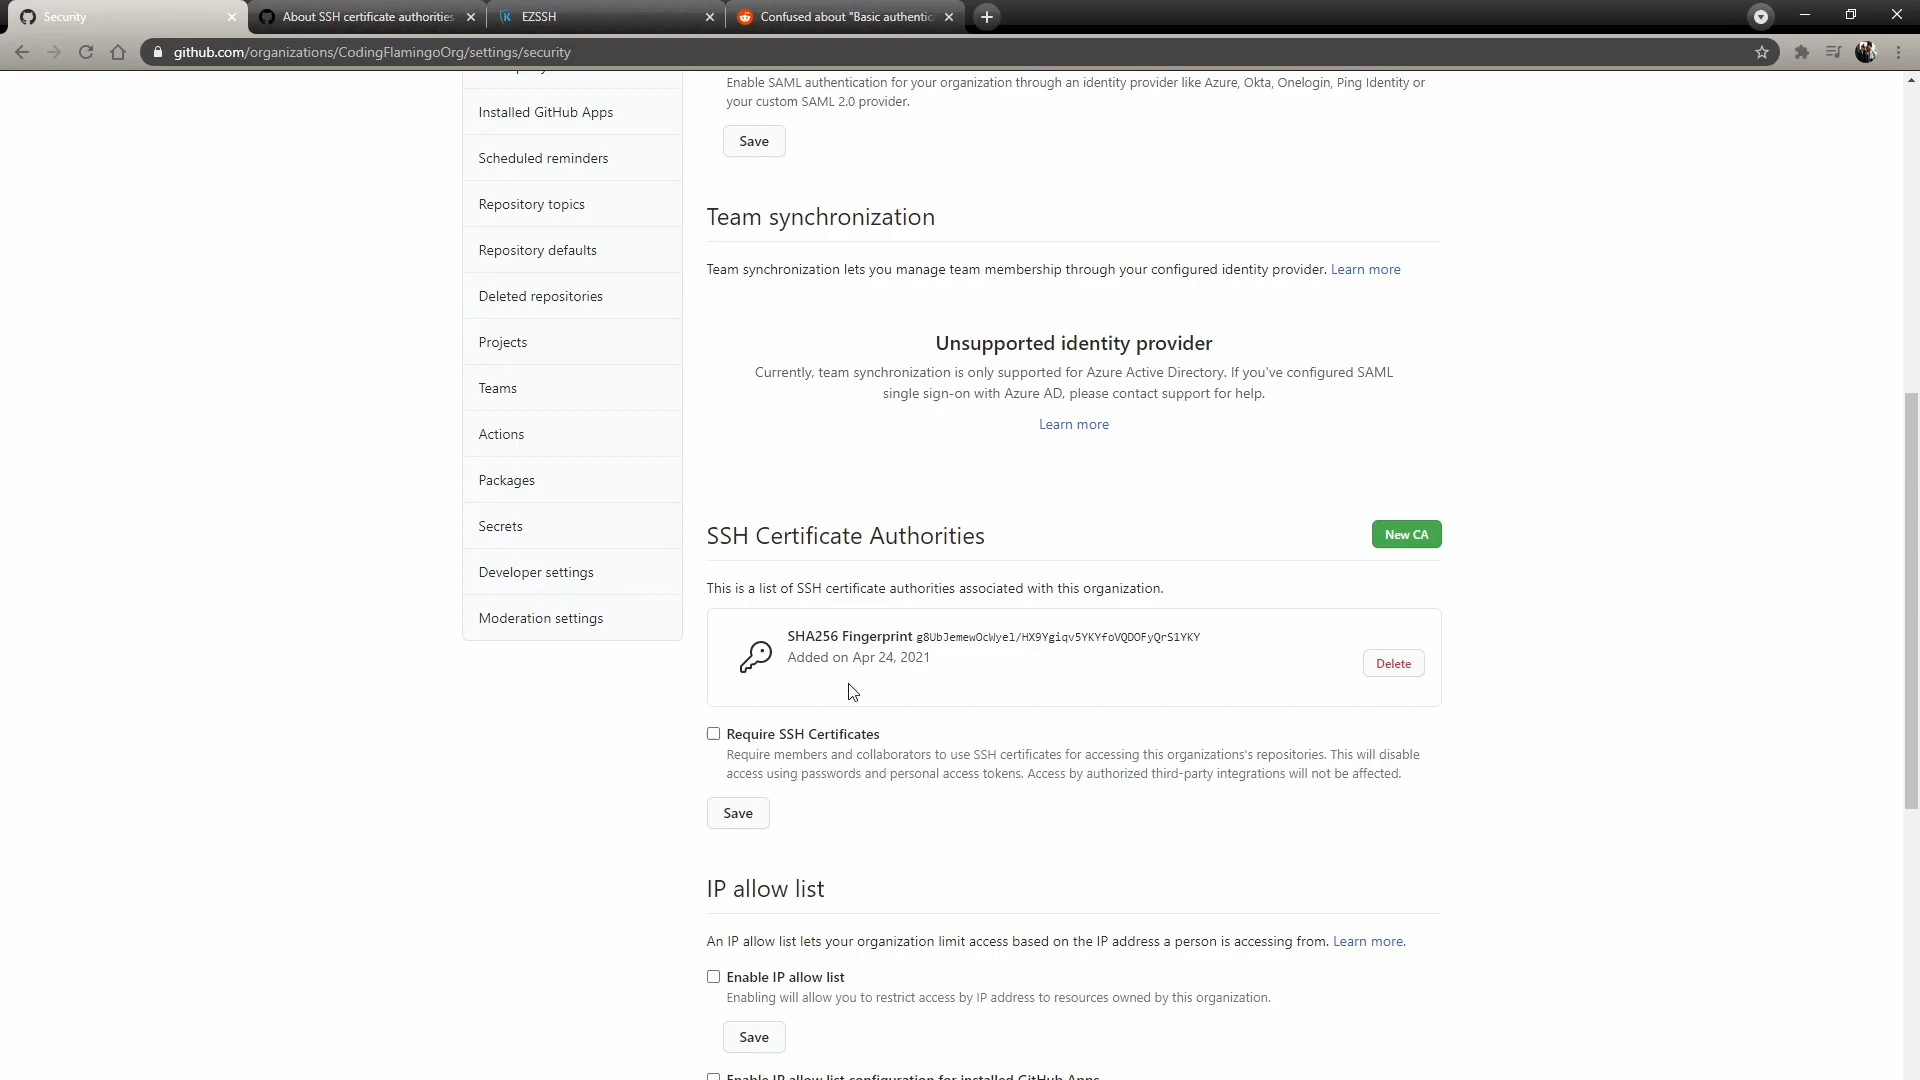 Security
About SSH certificate authorities
EZSSH
Confused about "Basic authentic
github.com/organizations/CodingFlamingoOrg/settings/security
Installed GitHub Apps
Scheduled reminders
Repository topics
Repository defaults
Deleted repositories
Projects
Teams
Actions
Packages
Secrets
Developer settings
Moderation settings
Enable SAML authentication for your organization through an identity provider like Azure, Okta, Onelogin, Ping Identity or
your custom SAML 2.0 provider.
Save
Team synchronization
Team synchronization lets you manage team membership through your configured identity provider. Learn more
Unsupported identity provider
Currently, team synchronization is only supported for Azure Active Directory. If you've configured SAML
single sign-on with Azure AD, please contact support for help.
Learn more
SSH Certificate Authorities
New CA
This is a list of SSH certificate authorities associated with this organization.
SHA256 Fingerprint g8UbJemewOcWyel/HX9Ygiqv5YKYfoVQDOFyQrS1YKY
Added on Apr 24, 2021
Delete
Require SSH Certificates
Require members and collaborators to use SSH certificates for accessing this organizations's repositories. This will disable
access using passwords and personal access tokens. Access by authorized third-party integrations will not be affected.
Save
IP allow list
An IP allow list lets your organization limit access based on the IP address a person is accessing from. Learn more.
Enable IP allow list
Enabling will allow you to restrict access by IP address to resources owned by this organization.
Save
Enable IP allow list configuration for installed GitHub Apps